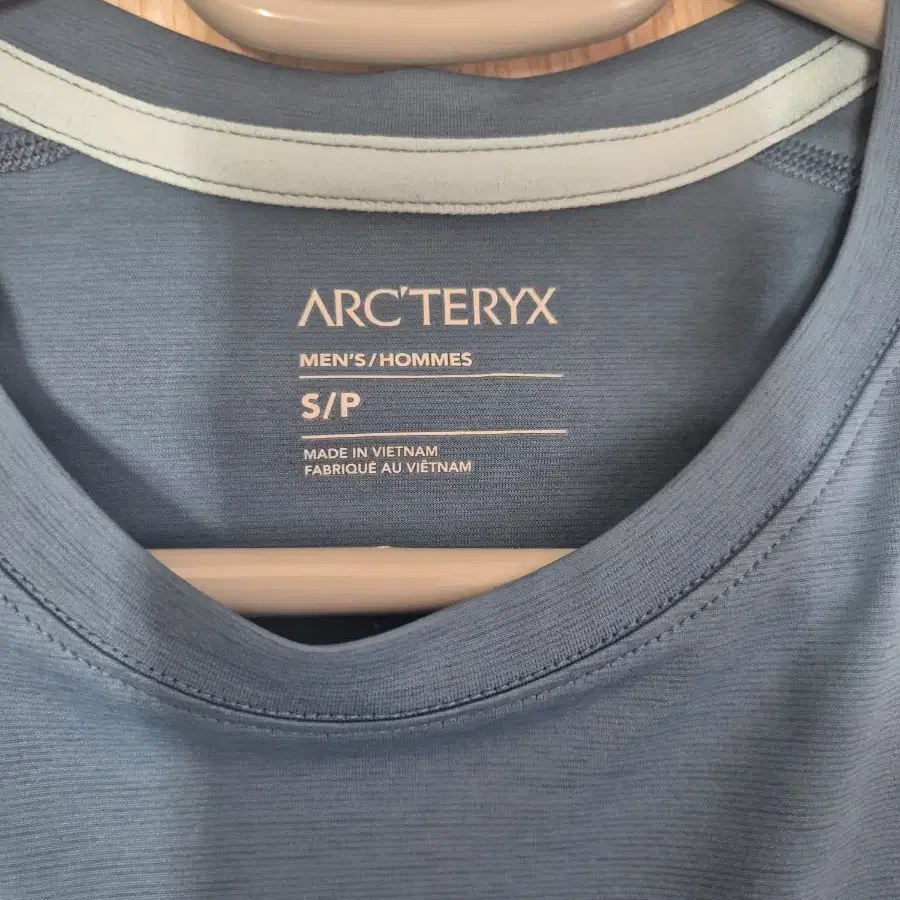 ARC'TERYX
MEN'S/HOMMES
S/P
MADE IN VIETNAM
FABRIQUÉ AU VIÊTNAM